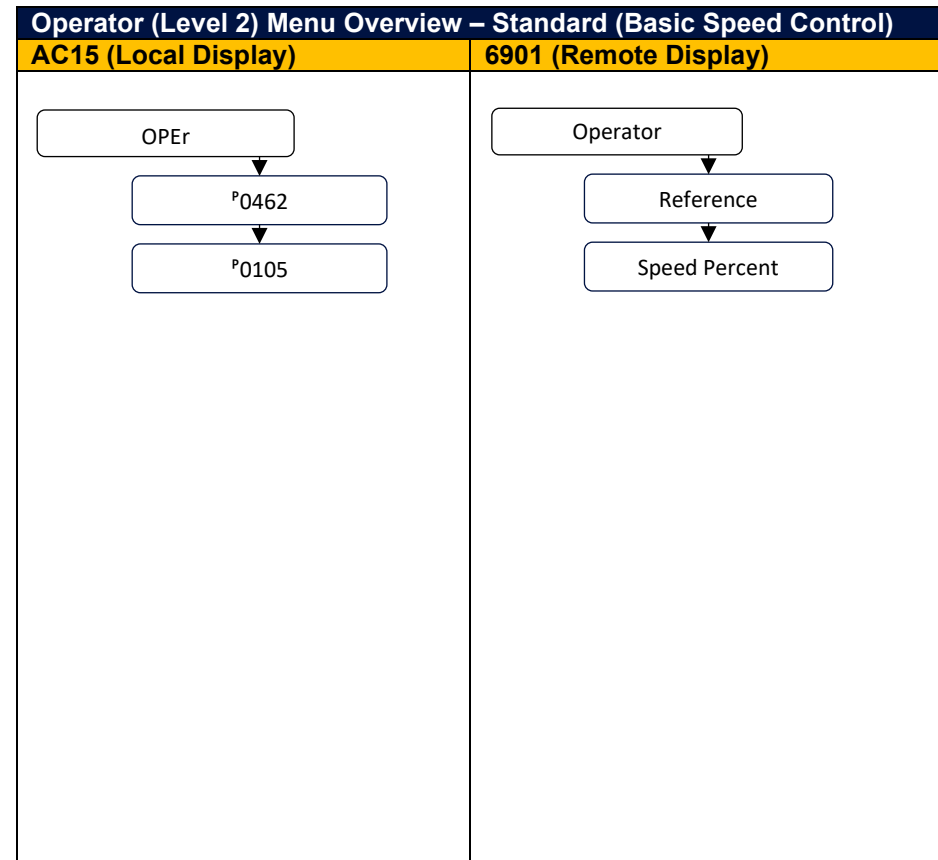 Operator (Level 2) Menu Overview – Standard (Basic Speed Control)
AC15 (Local Display)
6901 (Remote Display)
OPEr
ᴾ0462
ᴾ0105
Operator
Reference
Speed Percent